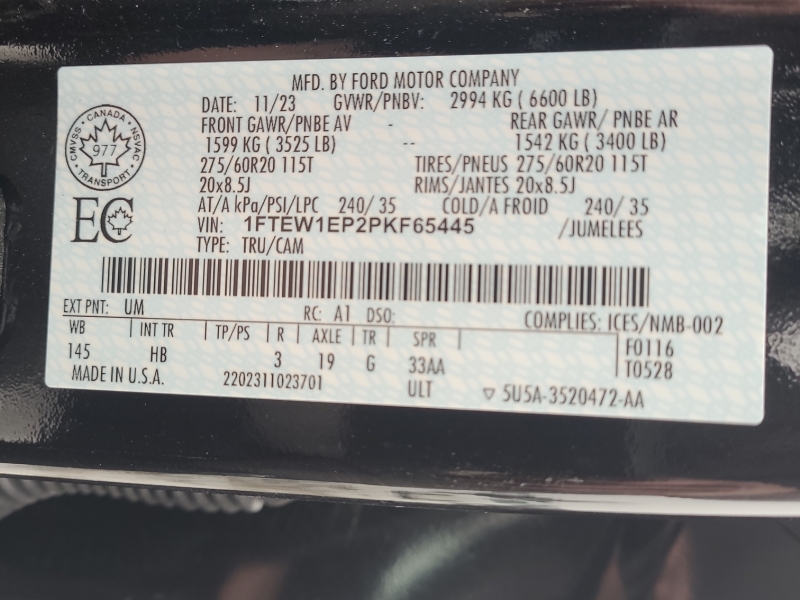 MFD. BY FORD MOTOR COMPANY
DATE: 11/23 GVWR/PNBV: 2994 KG ( 6600 LB)
FRONT GAWR/PNBE AV - REAR GAWR/ PNBE AR
1599 KG ( 3525 LB) -- 1542 KG ( 3400 LB)
275/60R20 115T TIRES/PNEUS 275/60R20 115T
20x8.5J RIMS/JANTES 20x8.5J
AT/A kPa/PSI/LPC 240/ 35 COLD/A FROID 240/ 35
VIN: 1FTEW1EP2PKF65445 /JUMELEES
TYPE: TRU/CAM
CMVSS · CANADA · NSVAC
977
TRANSPORT
EC
EXT PNT: UM RC: A1 DSO: COMPLIES: ICES/NMB-002
WB INT TR TP/PS R AXLE TR SPR F0116
145 HB 3 19 G 33AA T0528
MADE IN U.S.A. 2202311023701 ULT 5U5A-3520472-AA